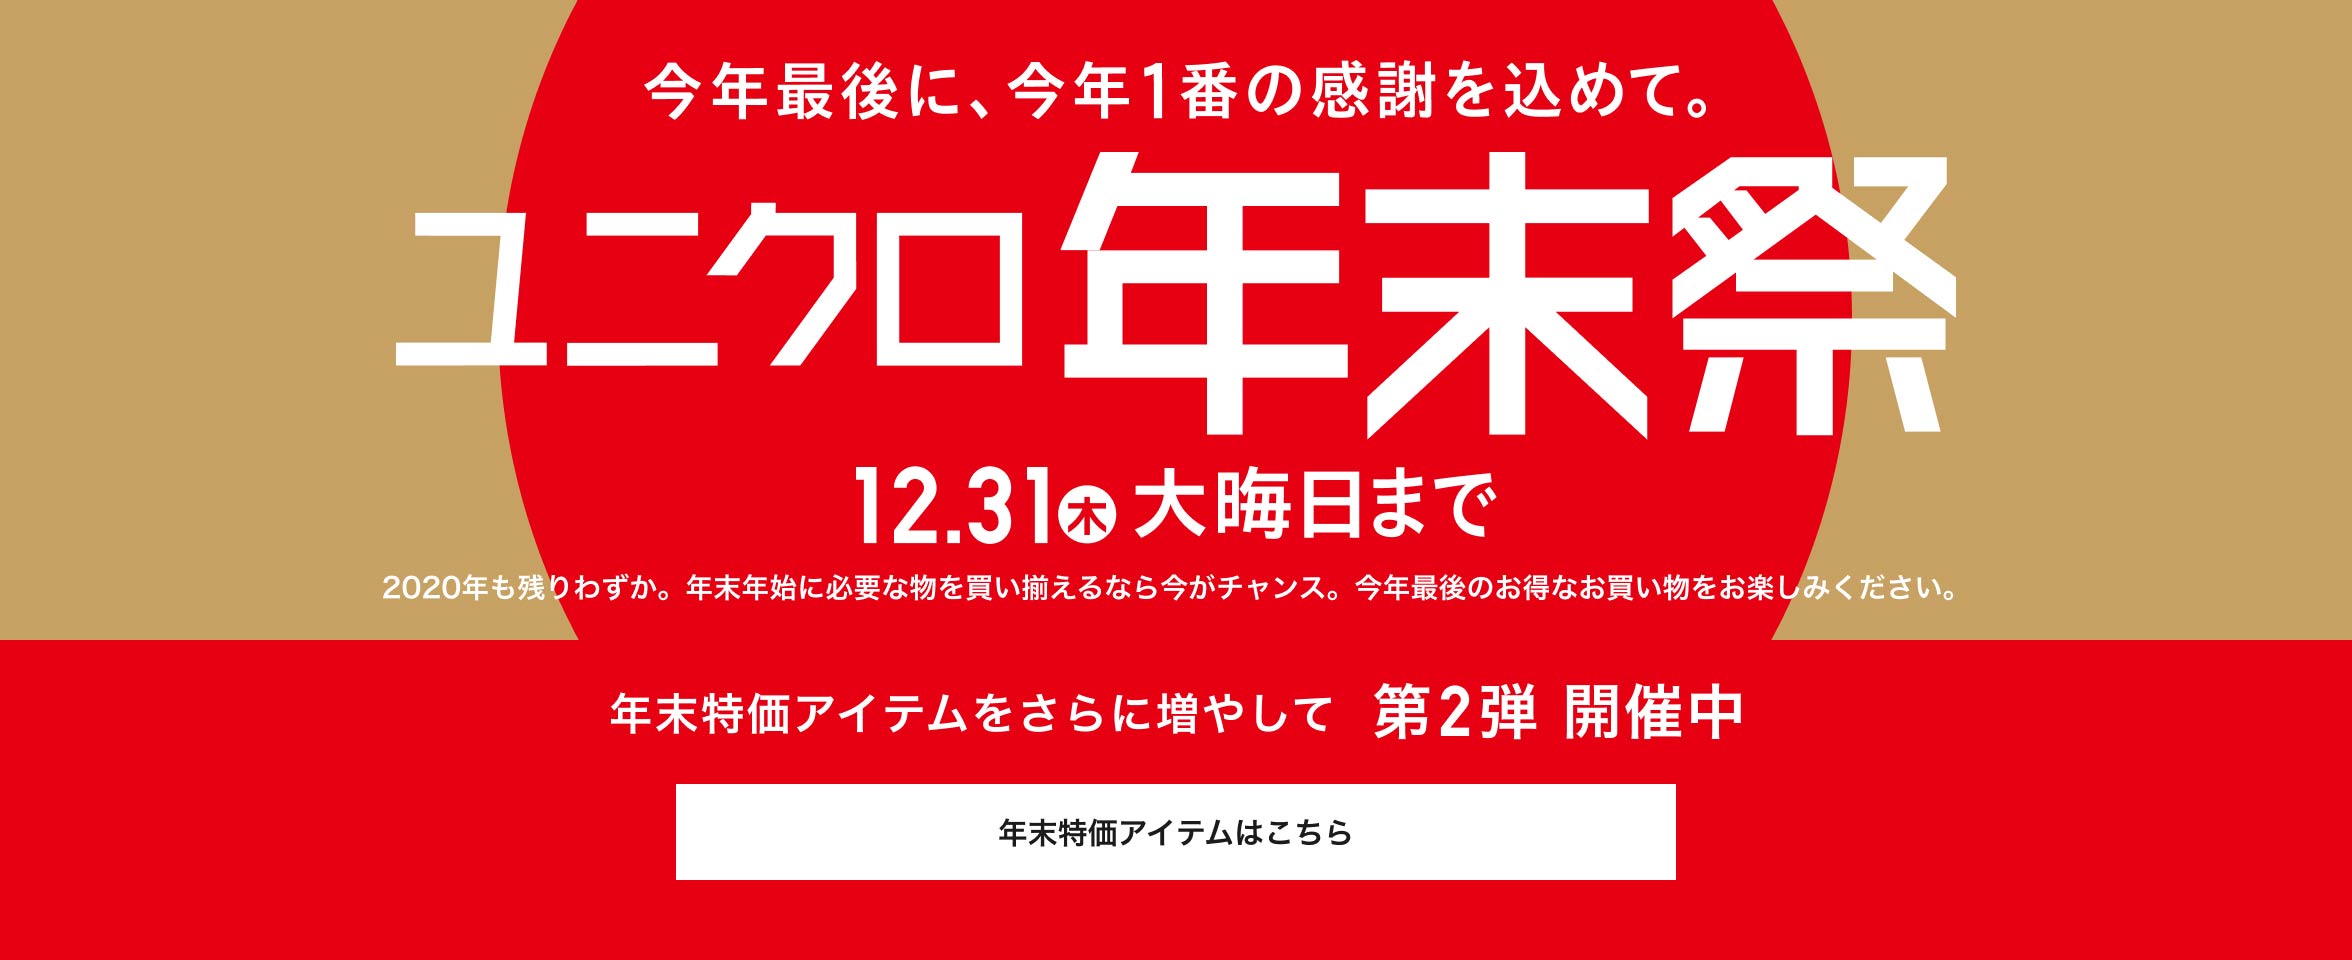 今年最後に、今年1番の感謝を込めて。
ユニクロ年末祭
12.31木大晦日まで
2020年も残りわずか。年末年始に必要な物を買い揃えるなら今がチャンス。今年最後のお得なお買い物をお楽しみください。
年末特価アイテムをさらに増やして 第2弾 開催中
年末特価アイテムはこちら